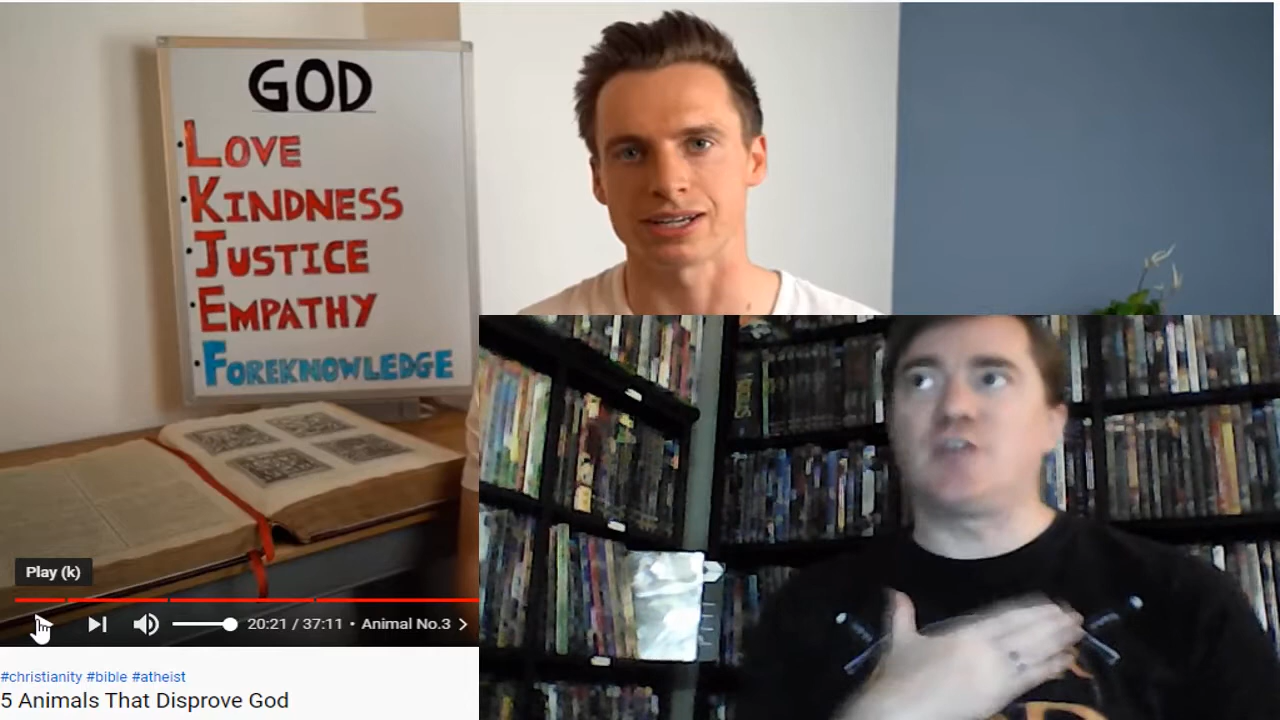 GOD
LOVE
KINDNESS
JUSTICE
EMPATHY
FOREKNOWLEDGE
Play (k)
20:21 / 37:11 • Animal No.3
#christianity #bible #atheist
5 Animals That Disprove God